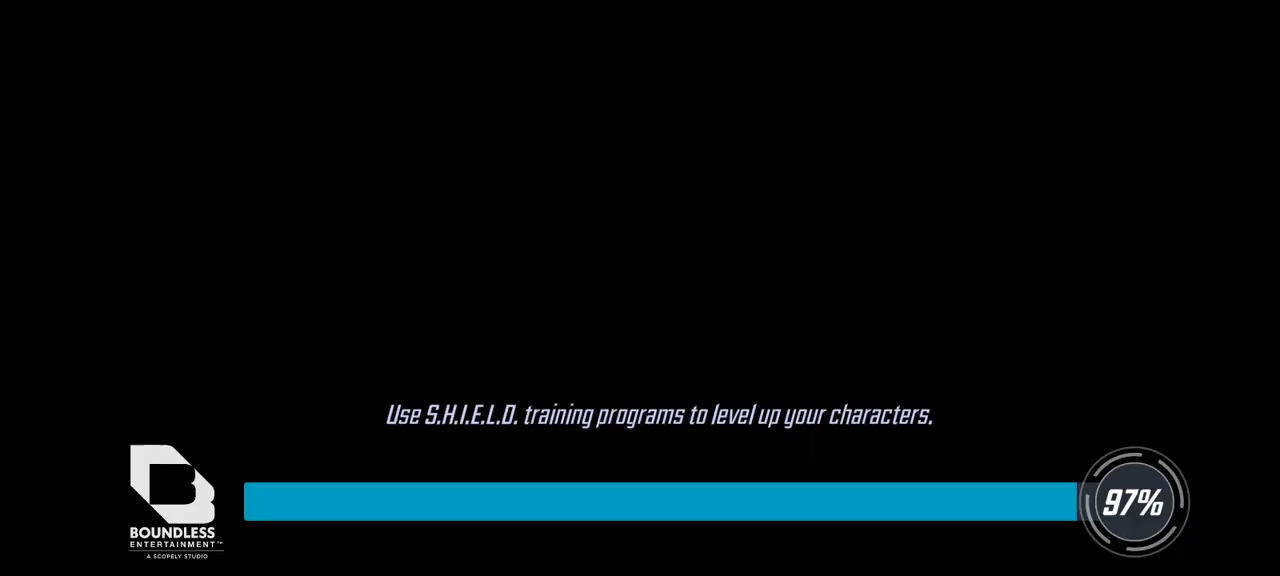 Use S.H.I.E.L.D. training programs to level up your characters.
97%
BOUNDLESS
ENTERTAINMENT™
A SCOPELY STUDIO